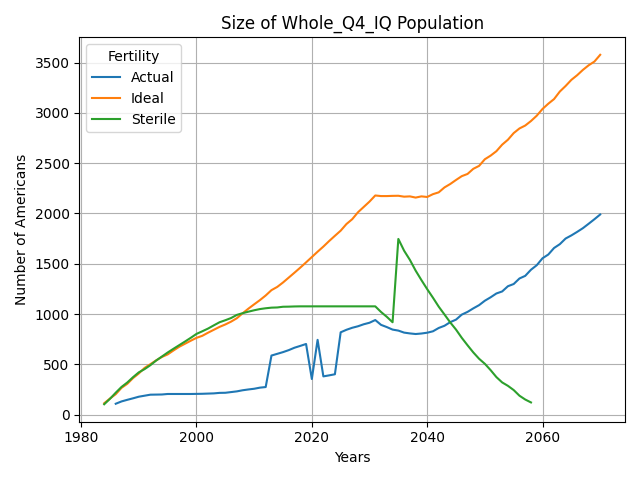 Size of Whole_Q4_IQ Population
Fertility
Actual
Ideal
Sterile
Number of Americans
3500
3000
2500
2000
1500
1000
500
0
1980
2000
2020
2040
2060
Years